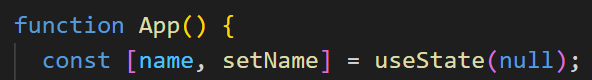 function App() {
const [name, setName] = useState(null);